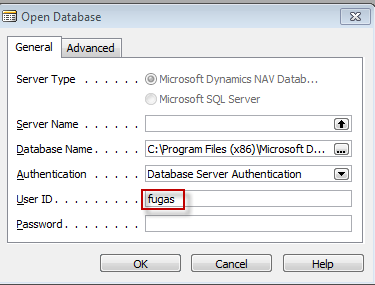 Open Database
General Advanced
Server Type . . . . . . Microsoft Dynamics NAV Datab...
Microsoft SQL Server
Server Name . . . . . .
Database Name. . . . . C:\Program Files (x86)\Microsoft D... ...
Authentication . . . . . Database Server Authentication
User ID . . . . . . . . . fugas
Password . . . . . . . .
OK Cancel Help